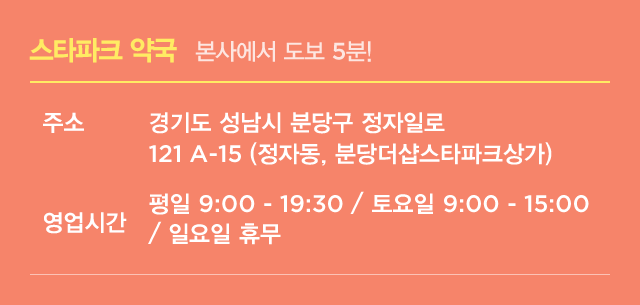 스타파크 약국 본사에서 도보 5분!
주소 경기도 성남시 분당구 정자일로
121 A-15 (정자동, 분당더샵스타파크상가)
영업시간 평일 9:00 - 19:30 / 토요일 9:00 - 15:00
/ 일요일 휴무